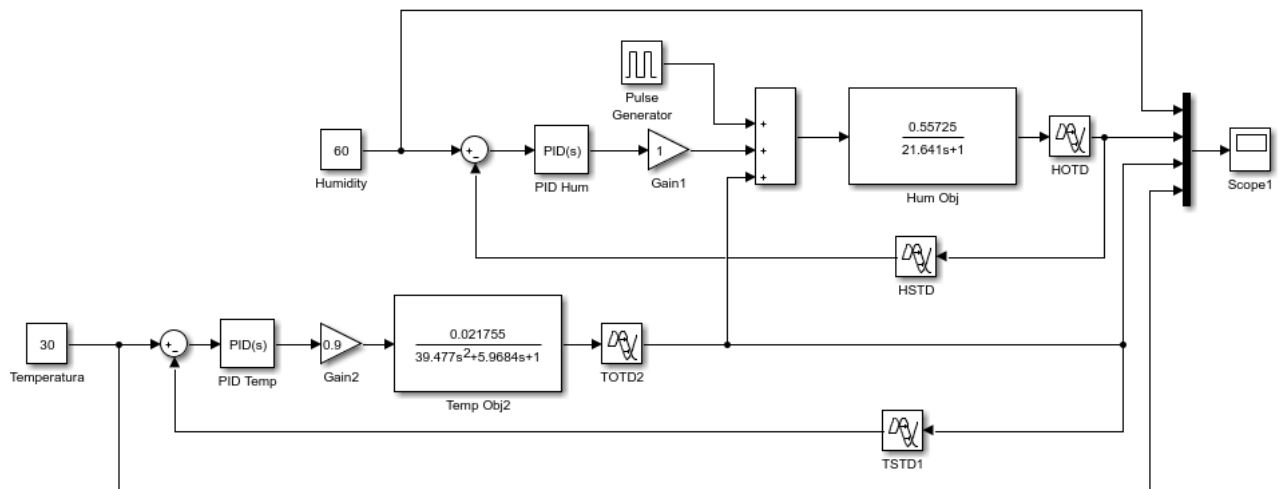 Pulse
Generator
+
+
+
60
Humidity
+
−
PID(s)
PID Hum
1
Gain1
0.55725
21.641s+1
Hum Obj
HOTD
Scope1
HSTD
30
Temperatura
+
−
PID(s)
PID Temp
0.9
Gain2
0.021755
39.477s²+5.9684s+1
Temp Obj2
TOTD2
TSTD1